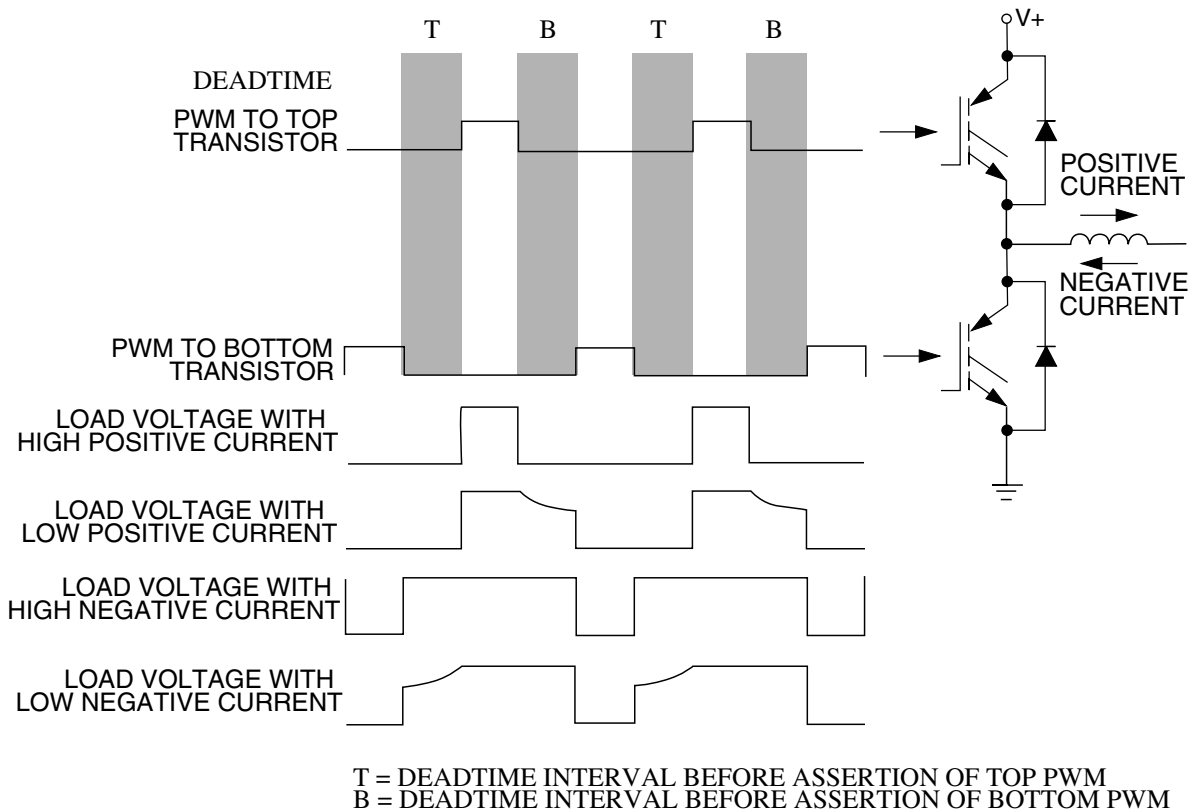 T B T B
V+
DEADTIME
PWM TO TOP
TRANSISTOR
POSITIVE
CURRENT
NEGATIVE
CURRENT
PWM TO BOTTOM
TRANSISTOR
LOAD VOLTAGE WITH
HIGH POSITIVE CURRENT
LOAD VOLTAGE WITH
LOW POSITIVE CURRENT
LOAD VOLTAGE WITH
HIGH NEGATIVE CURRENT
LOAD VOLTAGE WITH
LOW NEGATIVE CURRENT
T = DEADTIME INTERVAL BEFORE ASSERTION OF TOP PWM
B = DEADTIME INTERVAL BEFORE ASSERTION OF BOTTOM PWM